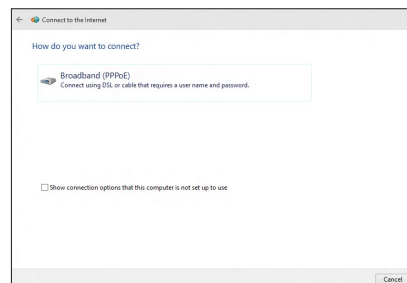 Connect to the Internet
How do you want to connect?
Broadband (PPPoE)
Connect using DSL or cable that requires a user name and password.
Show connection options that this computer is not set up to use
Cancel